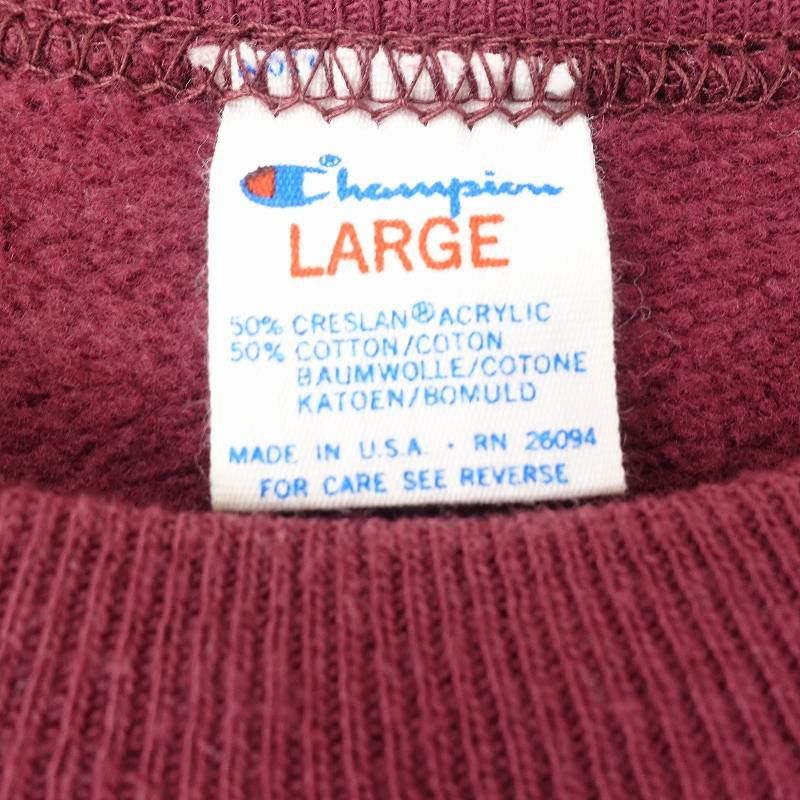 Champion®
LARGE
50% CRESLAN® ACRYLIC
50% COTTON/COTON
BAUMWOLLE/COTONE
KATOEN/BOMULD
MADE IN U.S.A. · RN 26094
FOR CARE SEE REVERSE